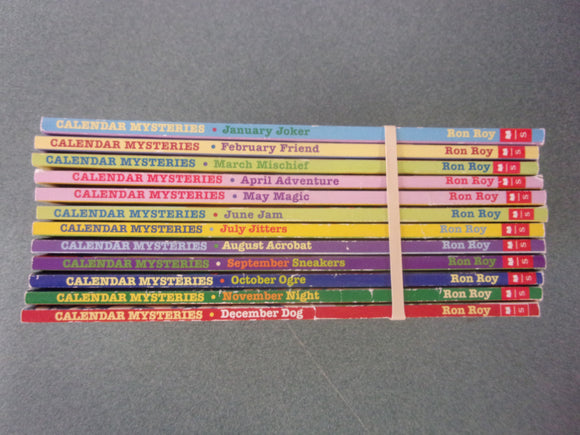 CALENDAR MYSTERIES • January Joker Ron Roy S
CALENDAR MYSTERIES • February Friend Ron Roy S
CALENDAR MYSTERIES • March Mischief Ron Roy S
CALENDAR MYSTERIES • April Adventure Ron Roy S
CALENDAR MYSTERIES • May Magic Ron Roy S
CALENDAR MYSTERIES • June Jam Ron Roy S
CALENDAR MYSTERIES • July Jitters Ron Roy S
CALENDAR MYSTERIES • August Acrobat Ron Roy S
CALENDAR MYSTERIES • September Sneakers Ron Roy S
CALENDAR MYSTERIES • October Ogre Ron Roy S
CALENDAR MYSTERIES • November Night Ron Roy S
CALENDAR MYSTERIES • December Dog Ron Roy S